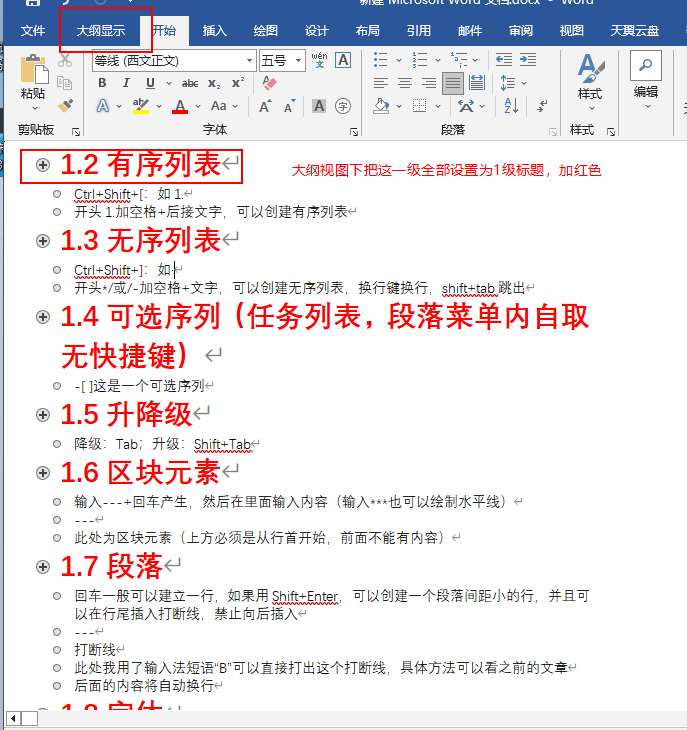 新建 Microsoft Word 文档.docx - Word
文件 大纲显示 开始 插入 绘图 设计 布局 引用 邮件 审阅 视图 天翼云盘
等线 (西文正文) 五号 wén 文 A
粘贴 B I U abc x₂ x² 样式 编辑
A ab A Aa A A A 字
剪贴板 字体 段落 样式
1.2 有序列表
大纲视图下把这一级全部设置为1级标题，加红色
Ctrl+Shift+[：如 1.
开头 1.加空格+后接文字，可以创建有序列表
1.3 无序列表
Ctrl+Shift+]：如·
开头*/或/-加空格+文字，可以创建无序列表，换行键换行，shift+tab 跳出
1.4 可选序列（任务列表，段落菜单内自取
无快捷键）
-[ ]这是一个可选序列
1.5 升降级
降级：Tab；升级：Shift+Tab
1.6 区块元素
输入---+回车产生，然后在里面输入内容（输入***也可以绘制水平线）
---
此处为区块元素（上方必须是从行首开始，前面不能有内容）
1.7 段落
回车一般可以建立一行，如果用 Shift+Enter，可以创建一个段落间距小的行，并且可
以在行尾插入打断线，禁止向后插入
---
打断线
此处我用了输入法短语“B”可以直接打出这个打断线，具体方法可以看之前的文章
后面的内容将自动换行
1.8 字体